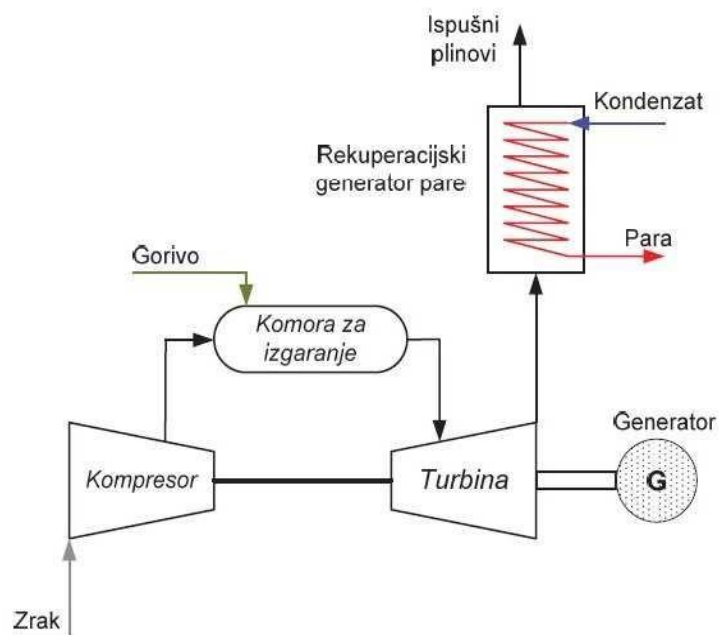 Ispušni
plinovi
Kondenzat
Rekuperacijski
generator pare
Para
Gorivo
Komora za
izgaranje
Generator
Kompresor
Turbina
G
Zrak